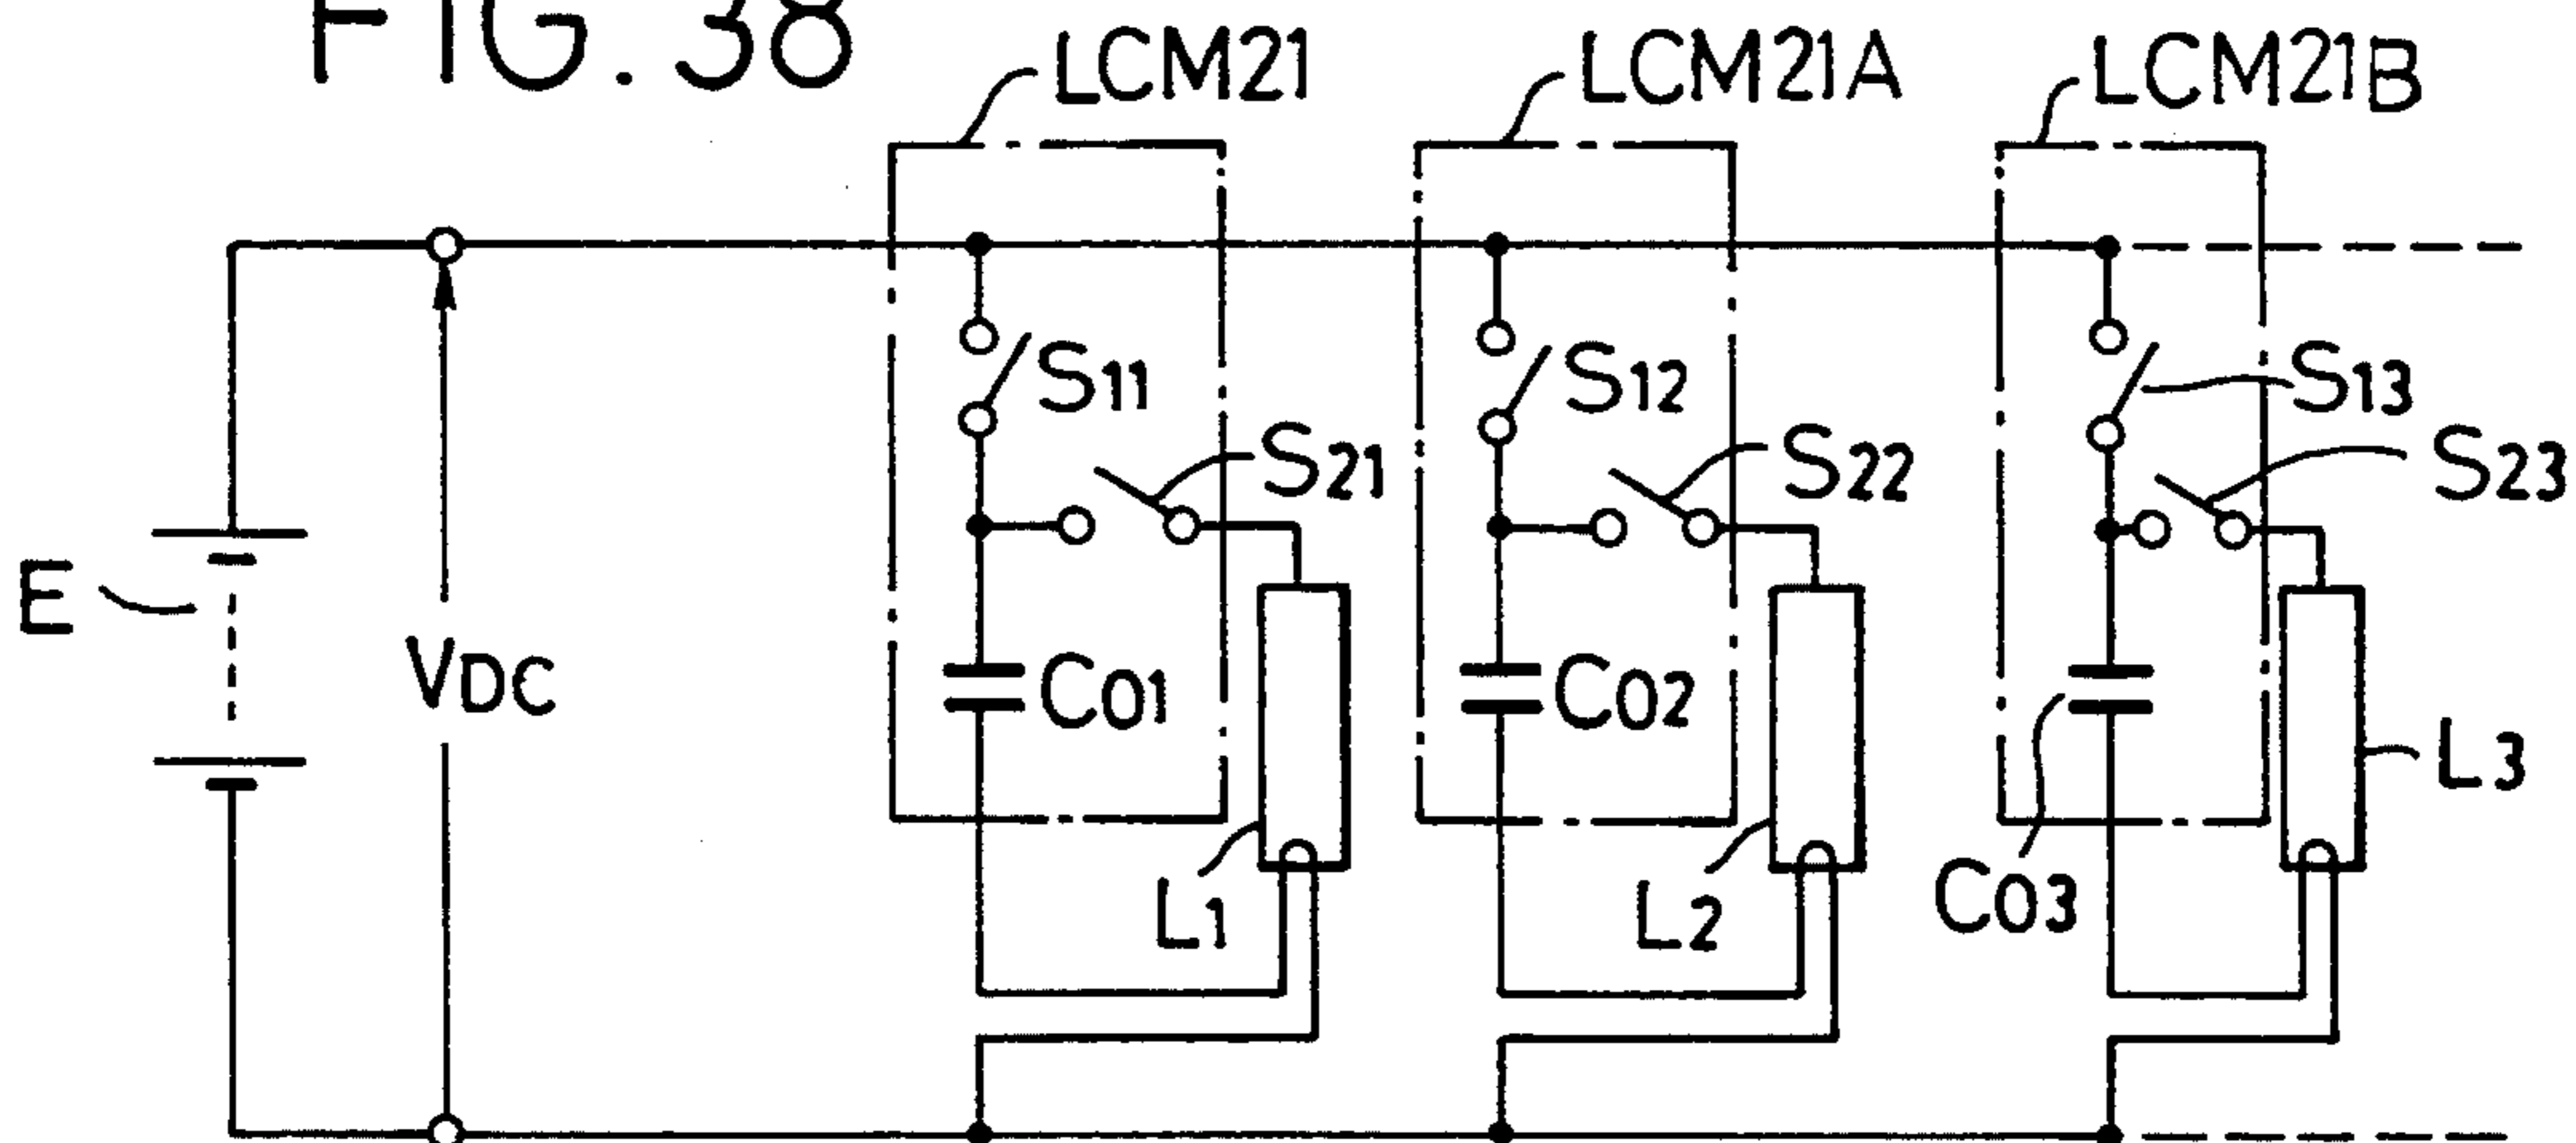 FIG. 38
LCM21
LCM21A
LCM21B
S11
S12
S13
S21
S22
S23
E
VDC
C01
C02
C03
L1
L2
L3